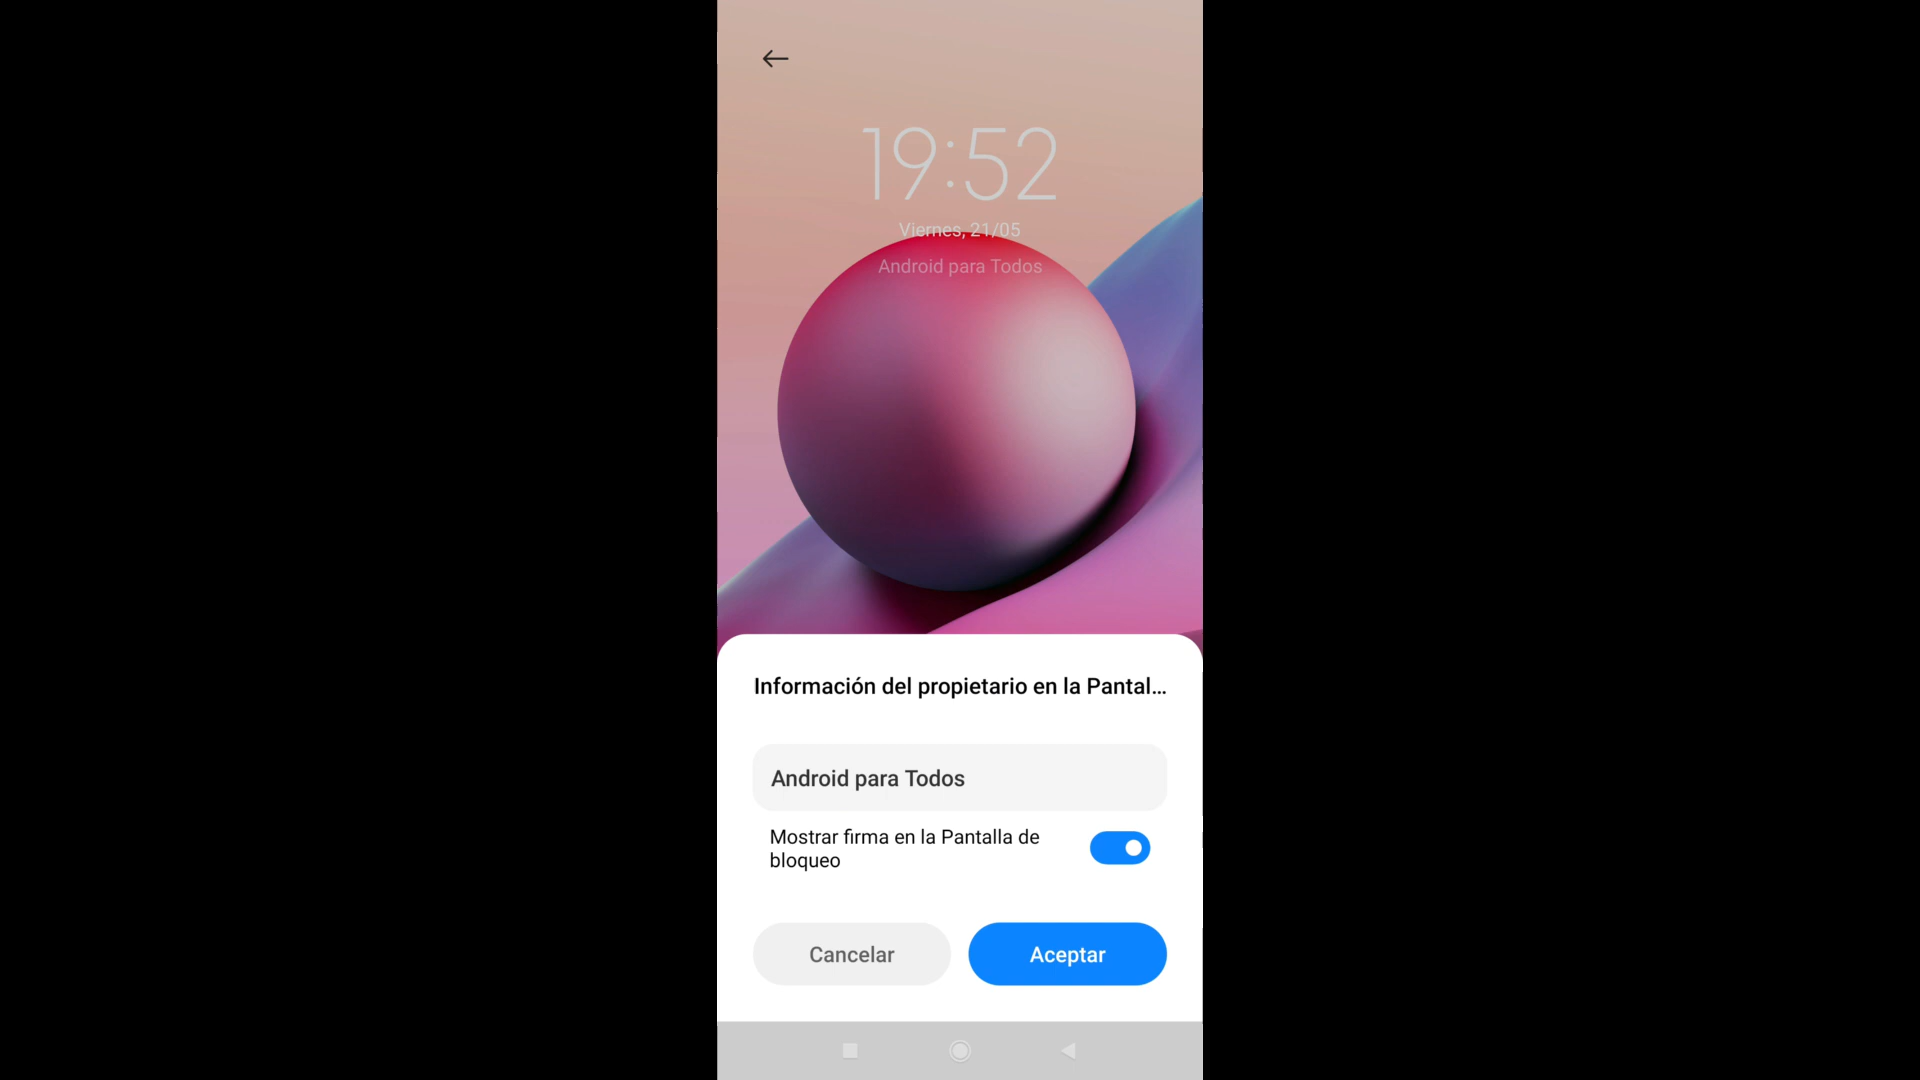 19:52
Viernes, 21/05
Android para Todos
Información del propietario en la Pantal...
Android para Todos
Mostrar firma en la Pantalla de
bloqueo
Cancelar
Aceptar